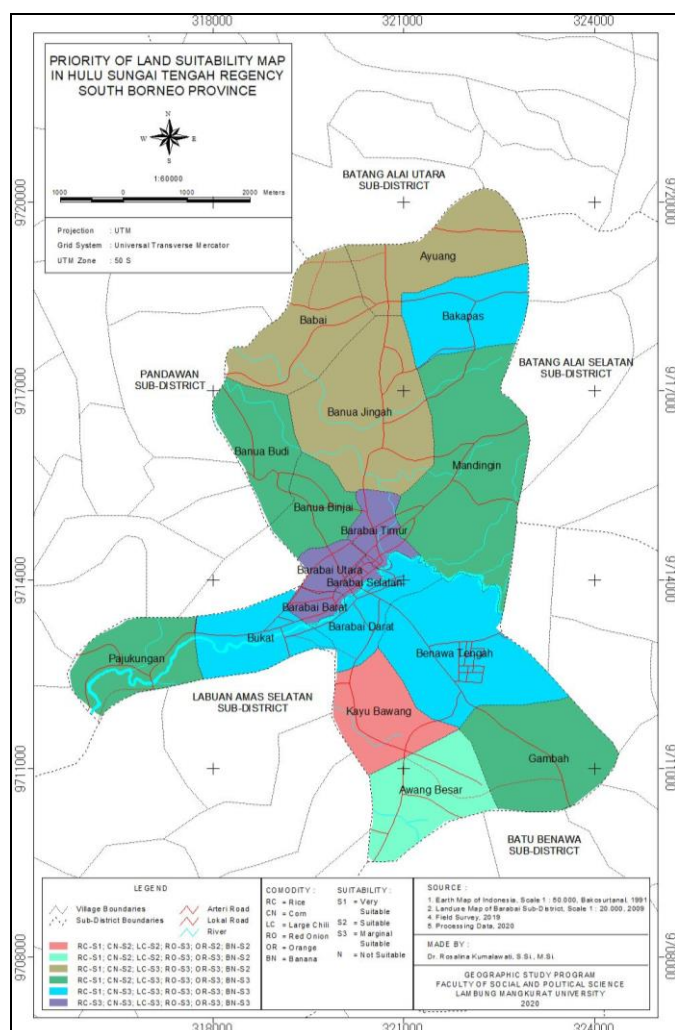 PRIORITY OF LAND SUITABILITY MAP
IN HULU SUNGAI TENGAH REGENCY
SOUTH BORNEO PROVINCE
N
W E
S
1:60000
1000 0 1000 2000 Meters
Projection : UTM
Grid System : Universal Transverse Mercator
UTM Zone : 50 S
318000 321000 324000
9720000 9720000
9717000 9717000
9714000 9714000
9711000 9711000
9708000 9708000
BATANG ALAI UTARA
SUB-DISTRICT
Ayuang
Babai
Bakapas
BATANG ALAI SELATAN
SUB-DISTRICT
PANDAWAN
SUB-DISTRICT
Banua Jingah
Banua Budi
Mandingin
Banua Binjai
Barabai Timur
Barabai Utara
Barabai Selatan
Barabai Barat
Barabai Darat
Bukat
Benawa Tengah
Pajukungan
LABUAN AMAS SELATAN
SUB-DISTRICT
Kayu Bawang
Gambah
Awang Besar
BATU BENAWA
SUB-DISTRICT
LEGEND
Village Boundaries
Sub-District Boundaries
Arteri Road
Lokal Road
River
RC-S1; CN-S2; LC-S2; RO-S3; OR-S2; BN-S2
RC-S1; CN-S2; LC-S2; RO-S3; OR-S3; BN-S2
RC-S1; CN-S2; LC-S3; RO-S3; OR-S3; BN-S2
RC-S1; CN-S2; LC-S3; RO-S3; OR-S3; BN-S3
RC-S1; CN-S3; LC-S3; RO-S3; OR-S3; BN-S3
RC-S3; CN-S3; LC-S3; RO-S3; OR-S3; BN-S3
COMODITY :
RC = Rice
CN = Corn
LC = Large Chili
RO = Red Onion
OR = Orange
BN = Banana
SUITABILITY :
S1 = Very
Suitable
S2 = Suitable
S3 = Marginal
Suitable
N = Not Suitable
SOURCE :
1. Earth Map of Indonesia, Scale 1 : 50.000, Bakosurtanal, 1991
2. Landuse Map of Barabai Sub-District, Scale 1 : 20.000, 2009
4. Field Survey, 2019
5. Processing Data, 2020
MADE BY :
Dr. Rosalina Kumalawati, S.Si, M.Si
GEOGRAPHIC STUDY PROGRAM
FACULTY OF SOCIAL AND POLITICAL SCIENCE
LAMBUNG MANGKURAT UNIVERSITY
2020
318000 321000 324000